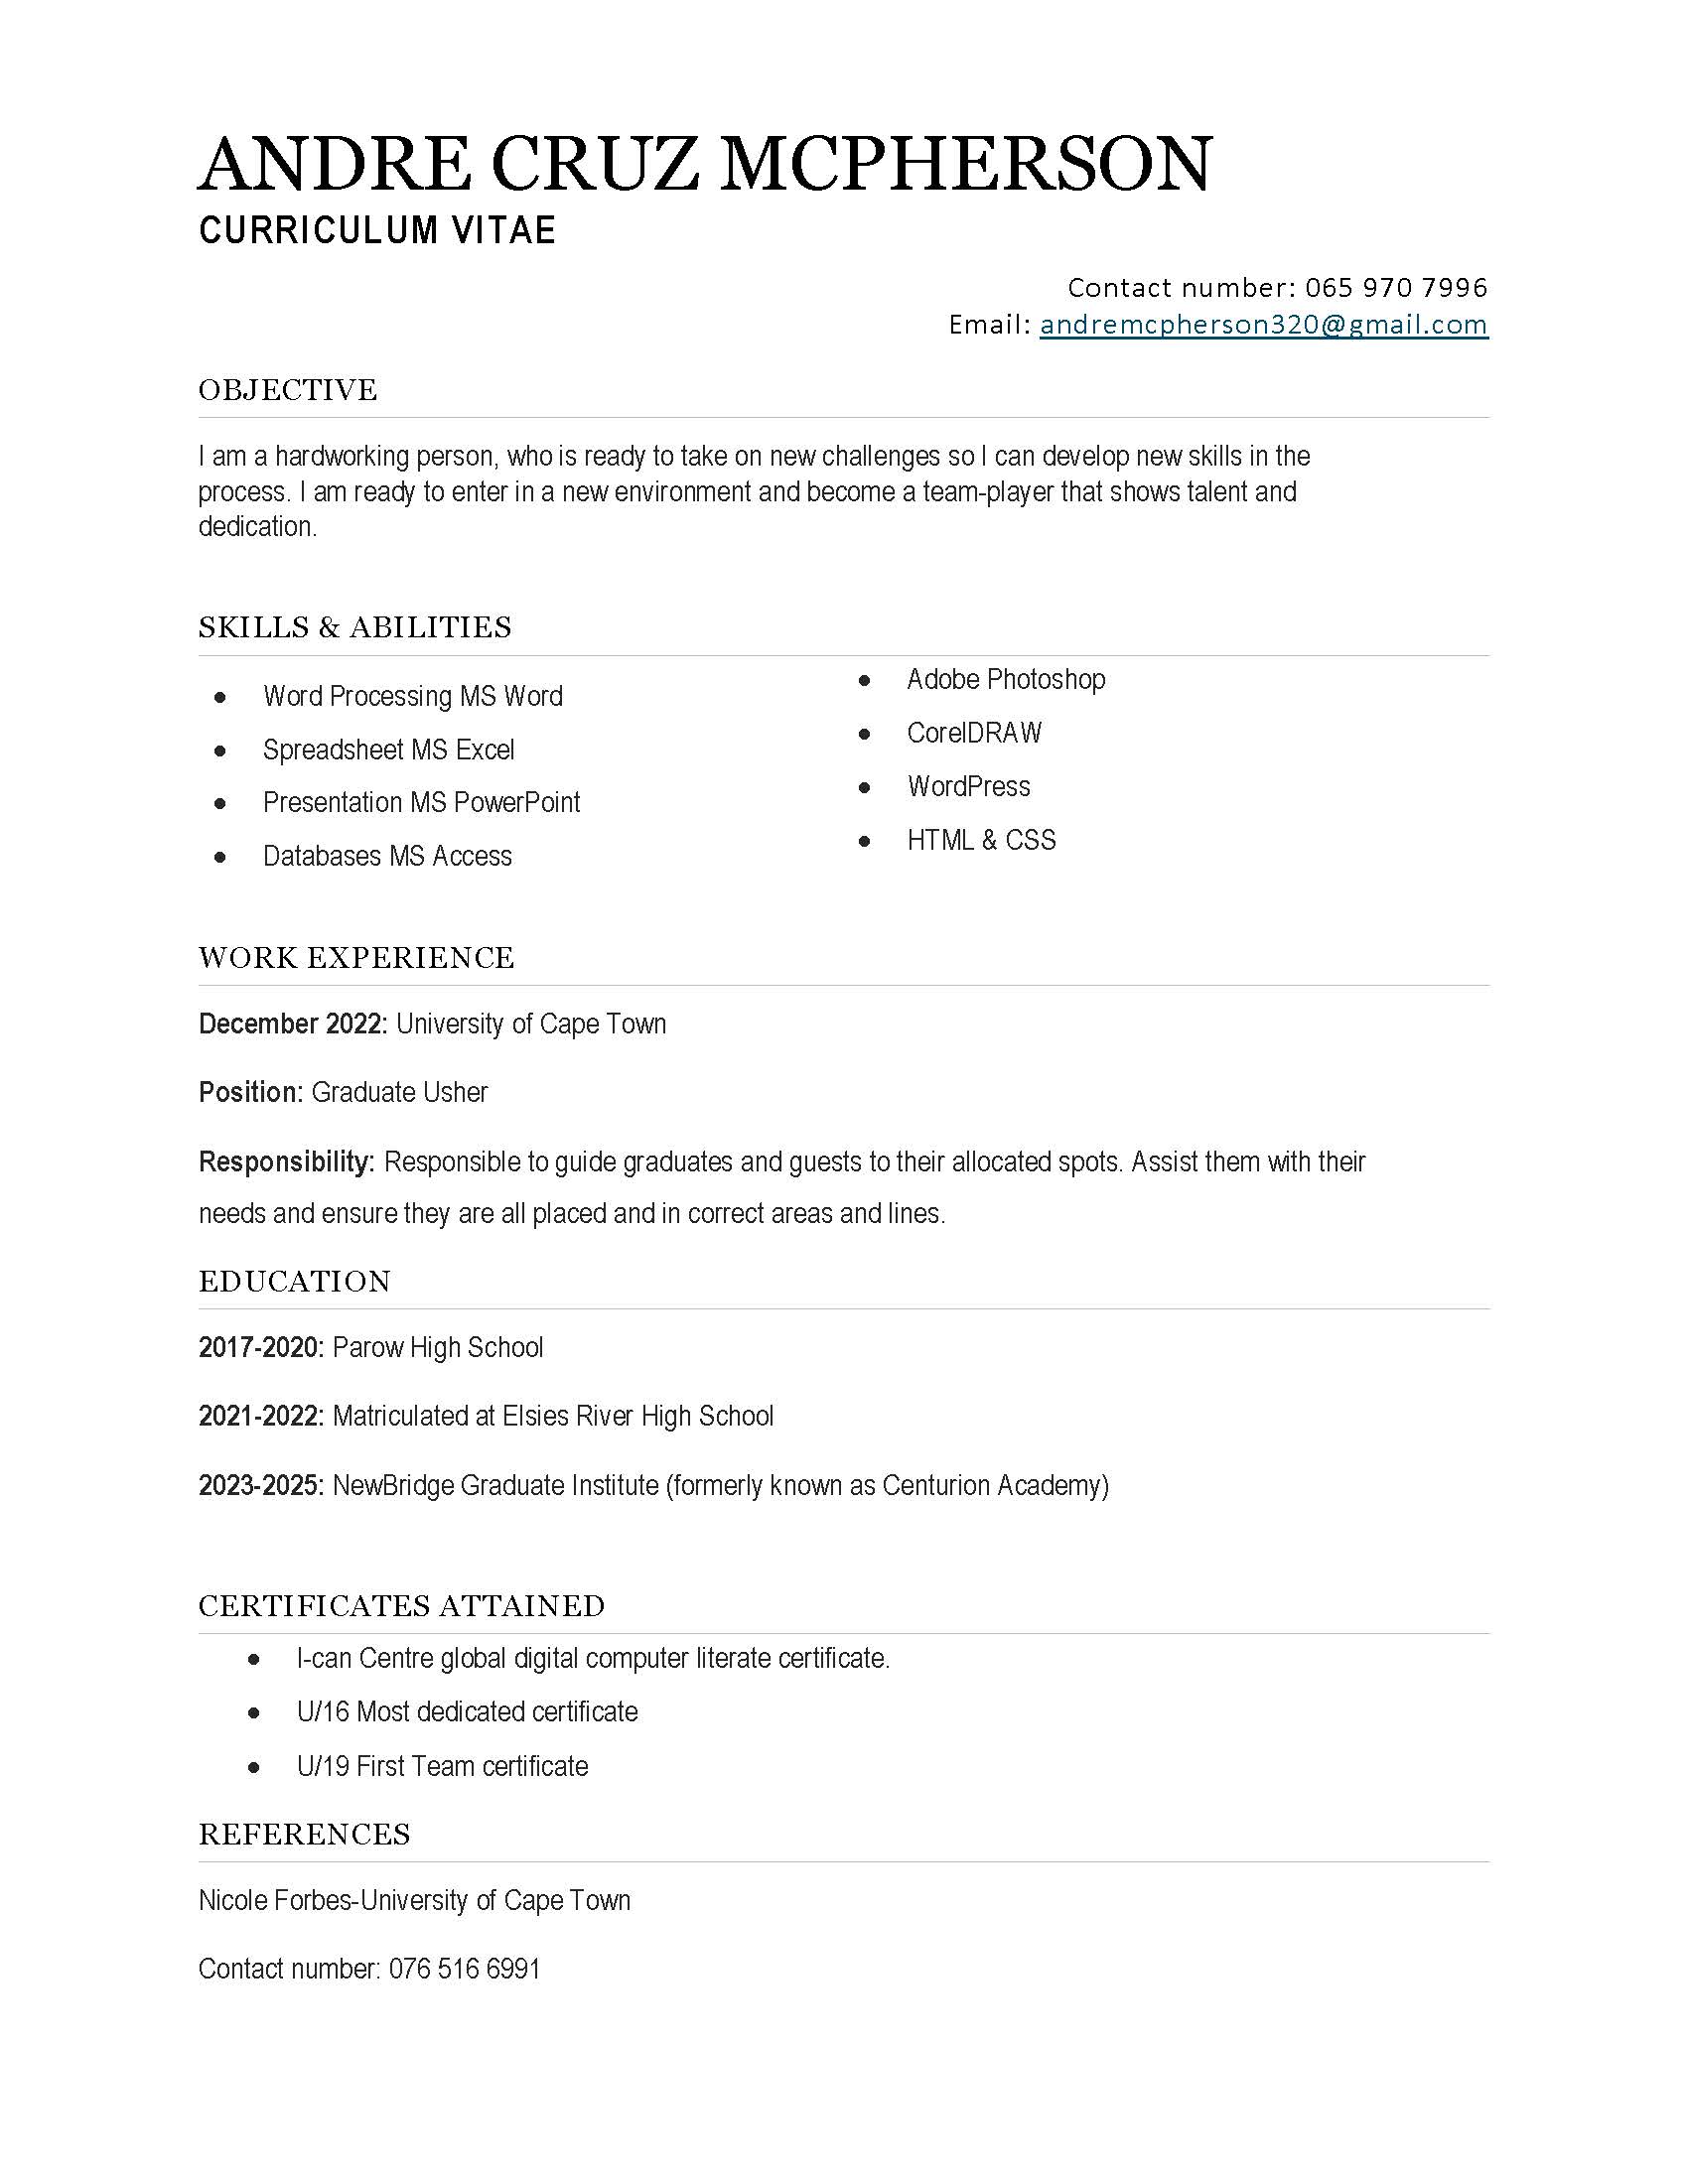 ANDRE CRUZ MCPHERSON
CURRICULUM VITAE
Contact number: 065 970 7996
Email: andremcpherson320@gmail.com
OBJECTIVE
I am a hardworking person, who is ready to take on new challenges so I can develop new skills in the
process. I am ready to enter in a new environment and become a team-player that shows talent and
dedication.
SKILLS & ABILITIES
• Word Processing MS Word
• Spreadsheet MS Excel
• Presentation MS PowerPoint
• Databases MS Access
• Adobe Photoshop
• CorelDRAW
• WordPress
• HTML & CSS
WORK EXPERIENCE
December 2022: University of Cape Town
Position: Graduate Usher
Responsibility: Responsible to guide graduates and guests to their allocated spots. Assist them with their
needs and ensure they are all placed and in correct areas and lines.
EDUCATION
2017-2020: Parow High School
2021-2022: Matriculated at Elsies River High School
2023-2025: NewBridge Graduate Institute (formerly known as Centurion Academy)
CERTIFICATES ATTAINED
• I-can Centre global digital computer literate certificate.
• U/16 Most dedicated certificate
• U/19 First Team certificate
REFERENCES
Nicole Forbes-University of Cape Town
Contact number: 076 516 6991